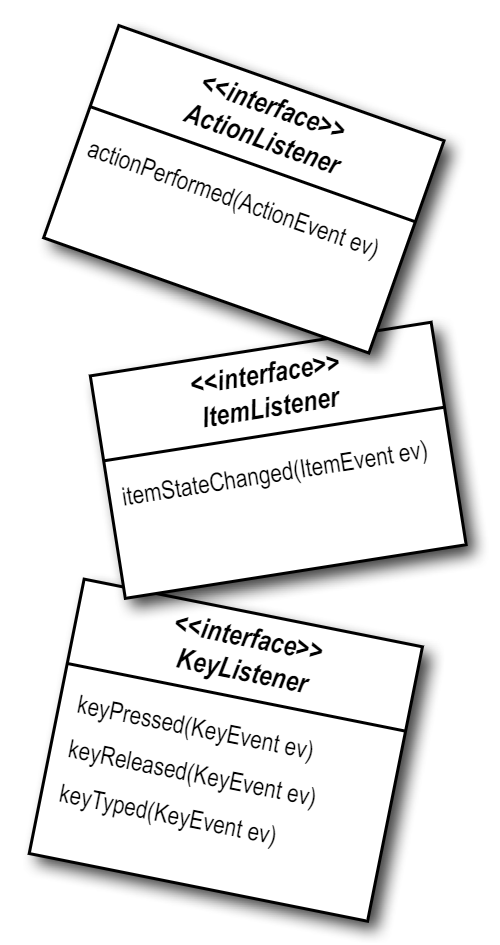 <<interface>>
ActionListener
actionPerformed(ActionEvent ev)
<<interface>>
ItemListener
itemStateChanged(ItemEvent ev)
<<interface>>
KeyListener
keyPressed(KeyEvent ev)
keyReleased(KeyEvent ev)
keyTyped(KeyEvent ev)